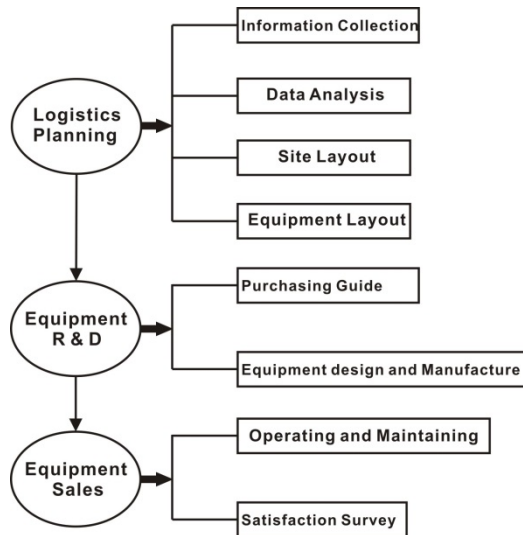 Information Collection
Logistics
Planning
Data Analysis
Site Layout
Equipment Layout
Equipment
R & D
Purchasing Guide
Equipment design and Manufacture
Equipment
Sales
Operating and Maintaining
Satisfaction Survey